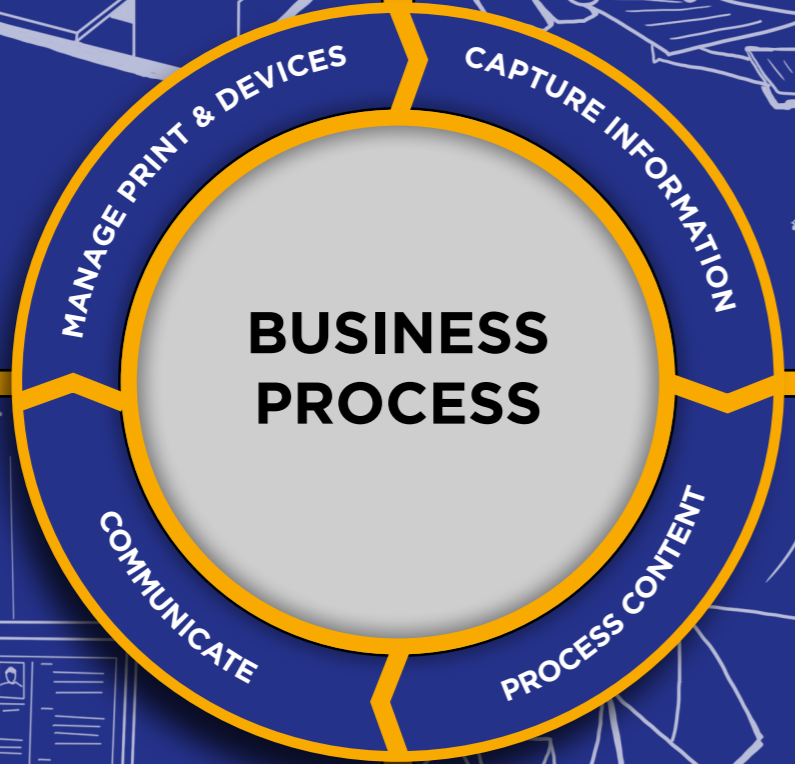 MANAGE PRINT & DEVICES
CAPTURE INFORMATION
BUSINESS
PROCESS
COMMUNICATE
PROCESS CONTENT